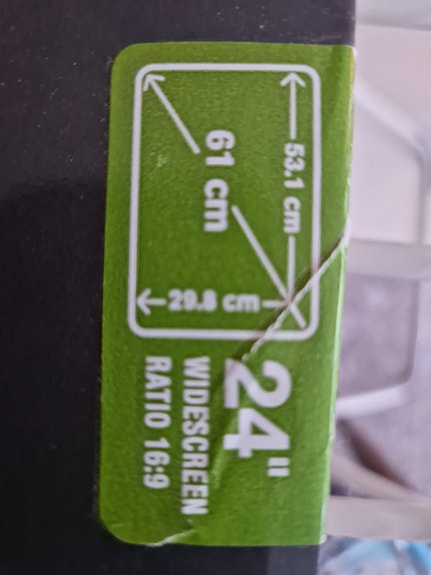 53.1 cm
61 cm
29.8 cm
24"
WIDESCREEN
RATIO 16:9